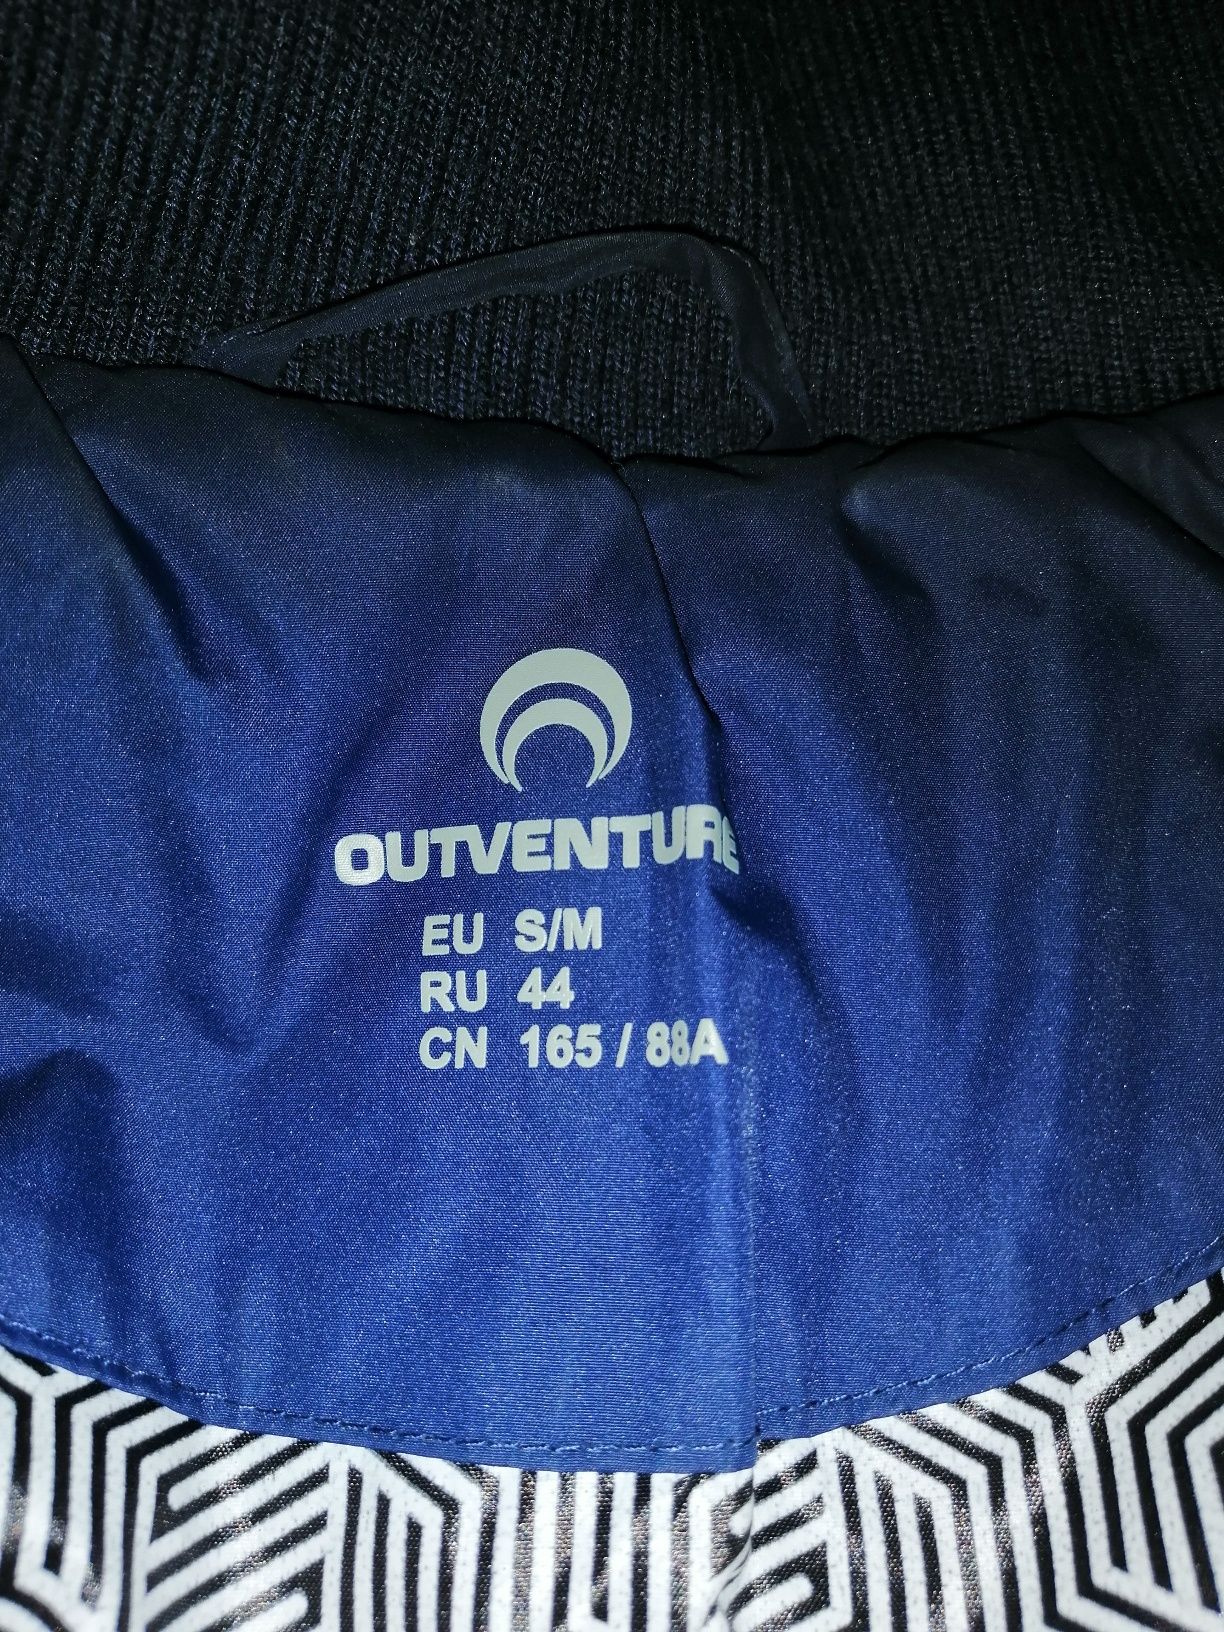 OUTVENTURE
EU S/M
RU 44
CN 165 / 88A